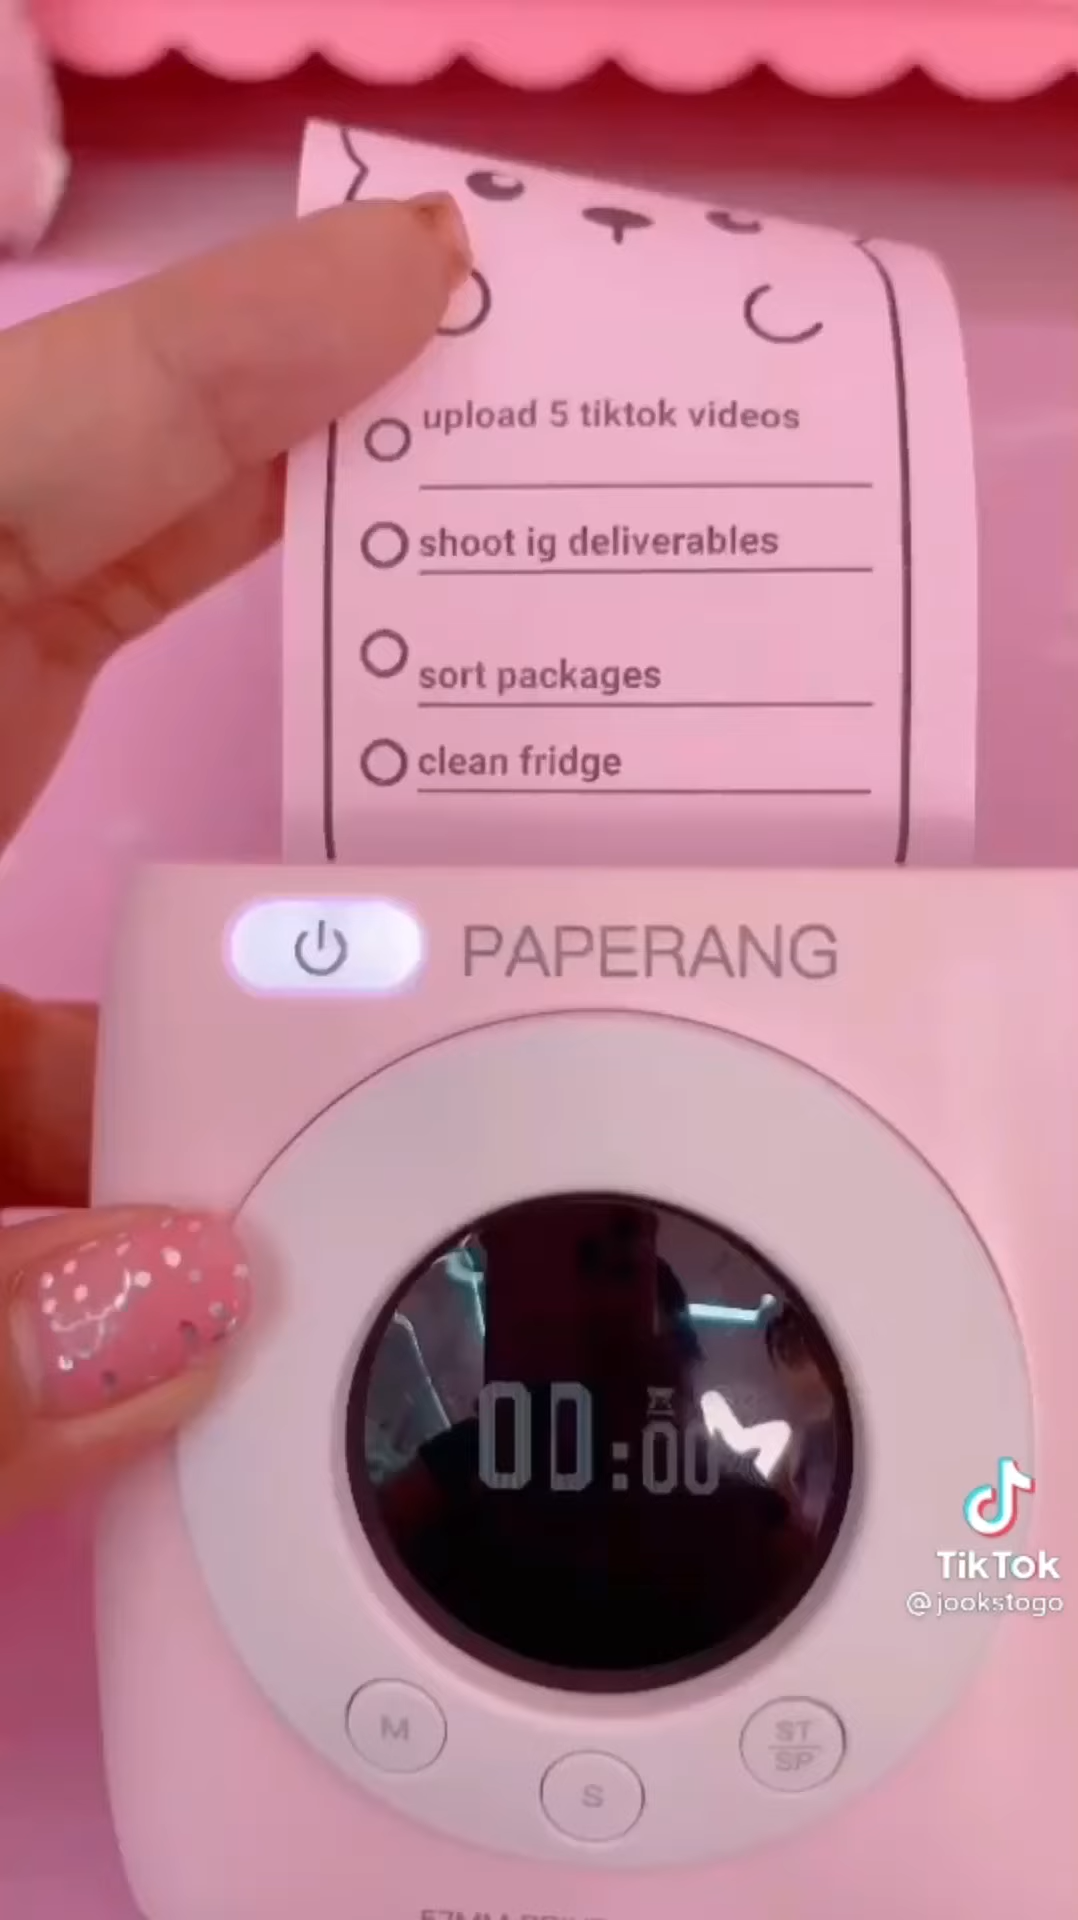 upload 5 tiktok videos
shoot ig deliverables
sort packages
clean fridge
PAPERANG
00:00
M
S
ST
SP
TikTok
@jookstogo